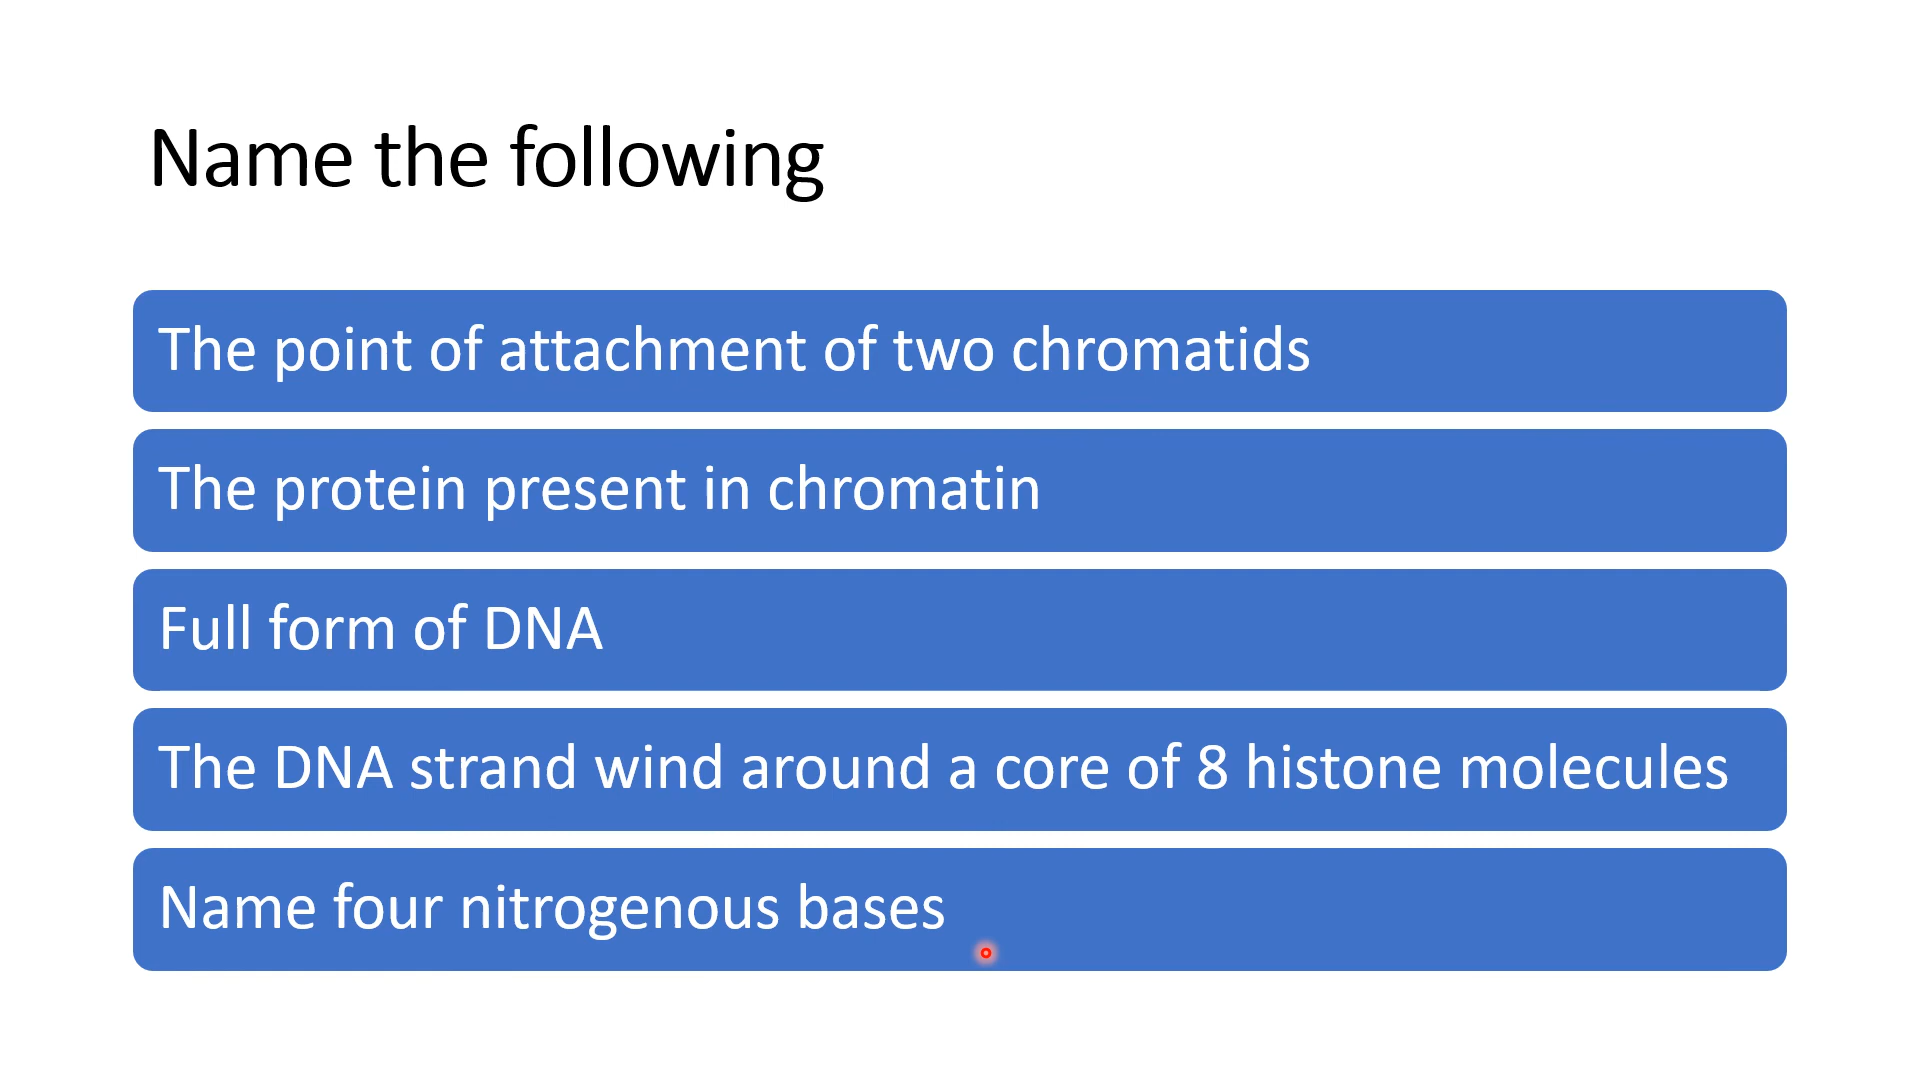 Name the following
The point of attachment of two chromatids
The protein present in chromatin
Full form of DNA
The DNA strand wind around a core of 8 histone molecules
Name four nitrogenous bases